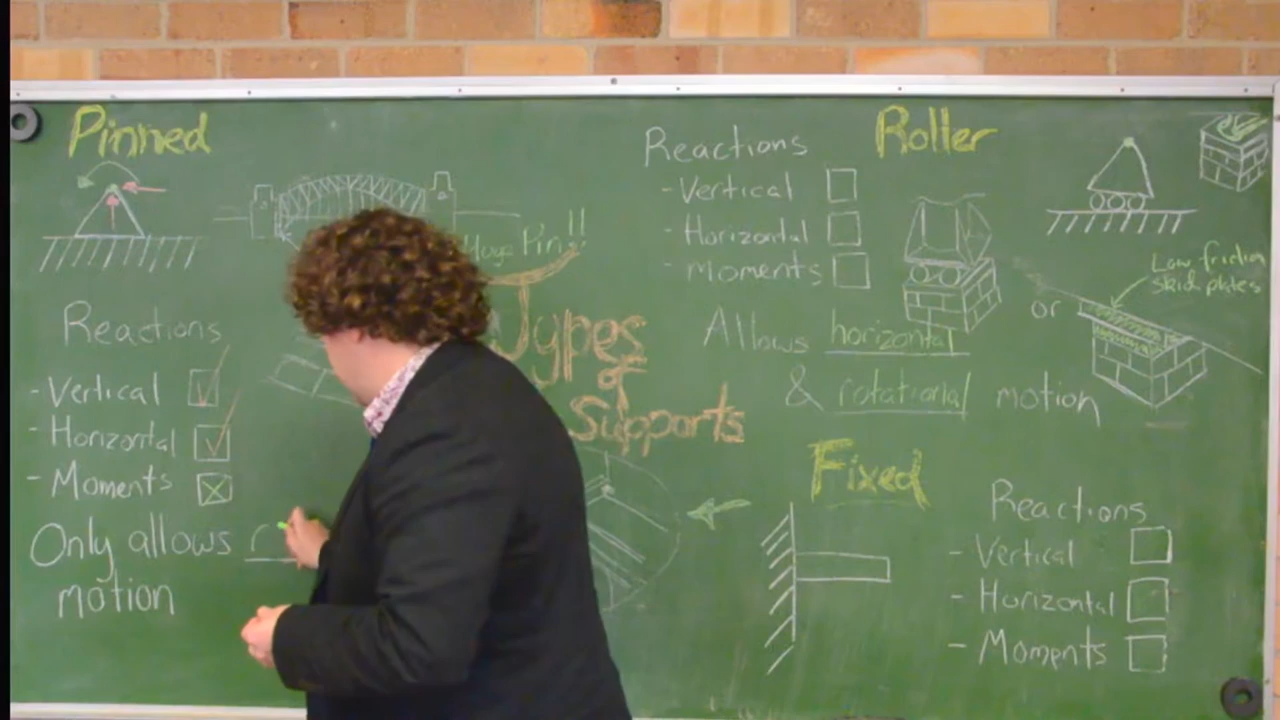 Pinned
Reactions
- Vertical
- Horizontal
- Moments
Only allows
motion
Huge Pin!!
Types
of
Supports
Reactions
- Vertical
- Horizontal
- Moments
Roller
Allows horizontal
& rotational motion
or
Low friction
skid plates
Fixed
Reactions
- Vertical
- Horizontal
- Moments